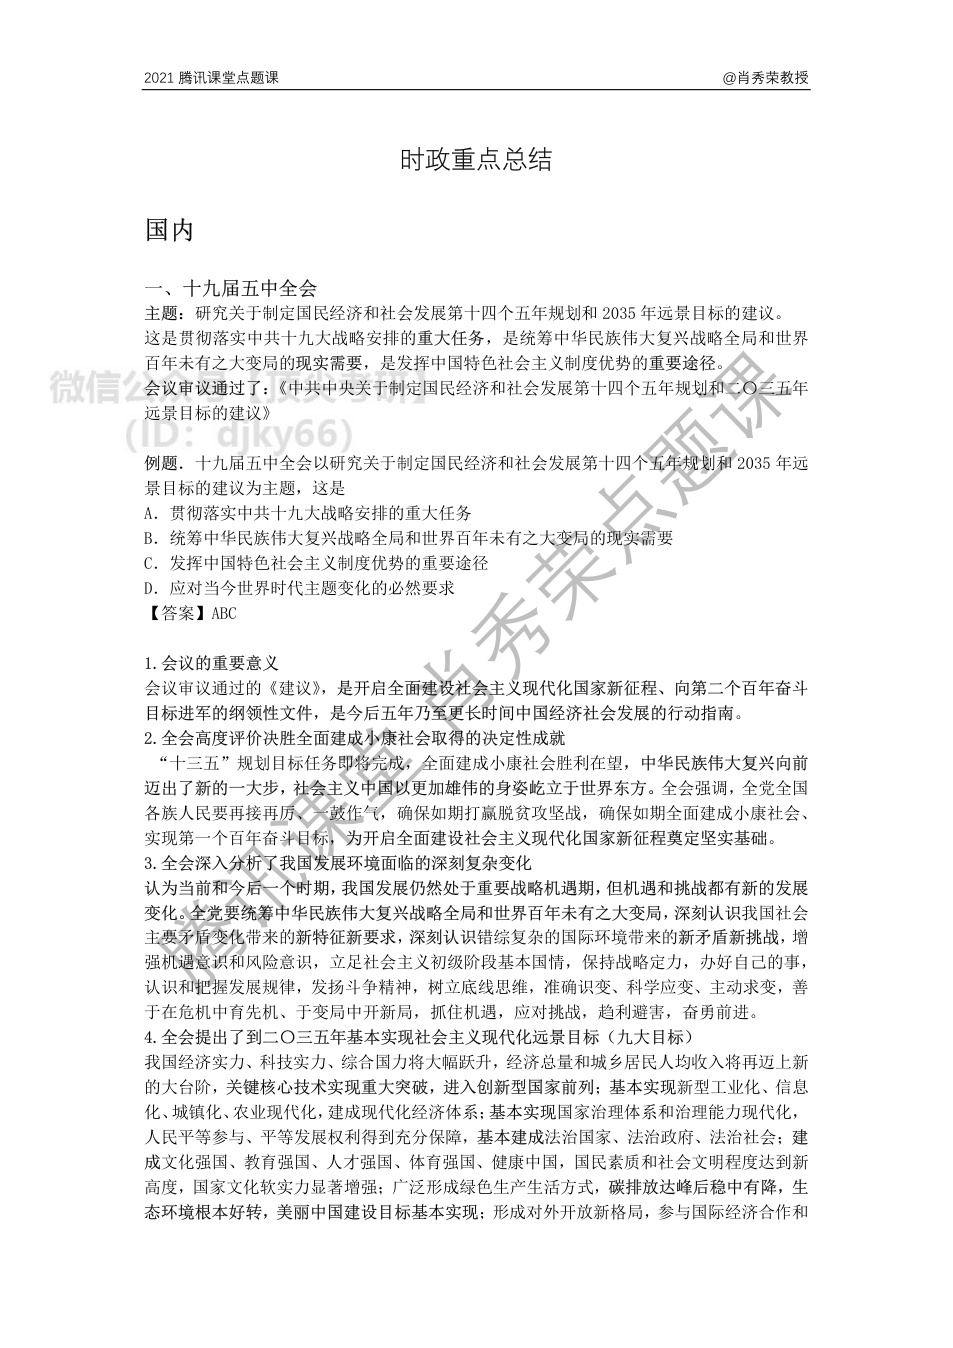 2021 腾讯课堂点题课 @肖秀荣教授
时政重点总结
国内
一、十九届五中全会
主题：研究关于制定国民经济和社会发展第十四个五年规划和 2035 年远景目标的建议。
这是贯彻落实中共十九大战略安排的重大任务，是统筹中华民族伟大复兴战略全局和世界
百年未有之大变局的现实需要，是发挥中国特色社会主义制度优势的重要途径。
会议审议通过了：《中共中央关于制定国民经济和社会发展第十四个五年规划和二〇三五年
远景目标的建议》
微信公众号【顶尖考研】
（ID：djky66）
例题．十九届五中全会以研究关于制定国民经济和社会发展第十四个五年规划和 2035 年远
景目标的建议为主题，这是
A．贯彻落实中共十九大战略安排的重大任务
B．统筹中华民族伟大复兴战略全局和世界百年未有之大变局的现实需要
C．发挥中国特色社会主义制度优势的重要途径
D．应对当今世界时代主题变化的必然要求
【答案】ABC
1.会议的重要意义
会议审议通过的《建议》，是开启全面建设社会主义现代化国家新征程、向第二个百年奋斗
目标进军的纲领性文件，是今后五年乃至更长时间中国经济社会发展的行动指南。
2.全会高度评价决胜全面建成小康社会取得的决定性成就
“十三五”规划目标任务即将完成，全面建成小康社会胜利在望，中华民族伟大复兴向前
迈出了新的一大步，社会主义中国以更加雄伟的身姿屹立于世界东方。全会强调，全党全国
各族人民要再接再厉、一鼓作气，确保如期打赢脱贫攻坚战，确保如期全面建成小康社会、
实现第一个百年奋斗目标，为开启全面建设社会主义现代化国家新征程奠定坚实基础。
3.全会深入分析了我国发展环境面临的深刻复杂变化
认为当前和今后一个时期，我国发展仍然处于重要战略机遇期，但机遇和挑战都有新的发展
变化。全党要统筹中华民族伟大复兴战略全局和世界百年未有之大变局，深刻认识我国社会
主要矛盾变化带来的新特征新要求，深刻认识错综复杂的国际环境带来的新矛盾新挑战，增
强机遇意识和风险意识，立足社会主义初级阶段基本国情，保持战略定力，办好自己的事，
认识和把握发展规律，发扬斗争精神，树立底线思维，准确识变、科学应变、主动求变，善
于在危机中育先机、于变局中开新局，抓住机遇，应对挑战，趋利避害，奋勇前进。
4.全会提出了到二〇三五年基本实现社会主义现代化远景目标（九大目标）
我国经济实力、科技实力、综合国力将大幅跃升，经济总量和城乡居民人均收入将再迈上新
的大台阶，关键核心技术实现重大突破，进入创新型国家前列；基本实现新型工业化、信息
化、城镇化、农业现代化，建成现代化经济体系；基本实现国家治理体系和治理能力现代化，
人民平等参与、平等发展权利得到充分保障，基本建成法治国家、法治政府、法治社会；建
成文化强国、教育强国、人才强国、体育强国、健康中国，国民素质和社会文明程度达到新
高度，国家文化软实力显著增强；广泛形成绿色生产生活方式，碳排放达峰后稳中有降，生
态环境根本好转，美丽中国建设目标基本实现；形成对外开放新格局，参与国际经济合作和
腾讯课堂 肖秀荣点题课